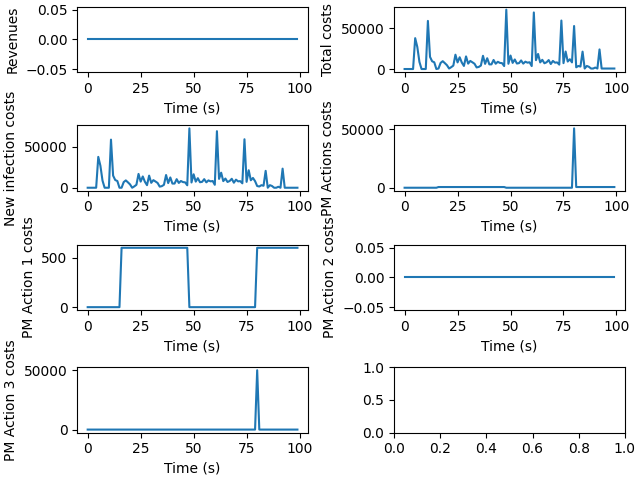 Revenues
0.05
0.00
−0.05
0 25 50 75 100
Time (s)
Total costs
50000
0
0 25 50 75 100
Time (s)
New infection costs
50000
0
0 25 50 75 100
Time (s)
PM Actions costs
50000
0
0 25 50 75 100
Time (s)
PM Action 1 costs
500
0
0 25 50 75 100
Time (s)
PM Action 2 costs
0.05
0.00
−0.05
0 25 50 75 100
Time (s)
PM Action 3 costs
50000
0
0 25 50 75 100
Time (s)
1.0
0.5
0.0
0.0 0.2 0.4 0.6 0.8 1.0